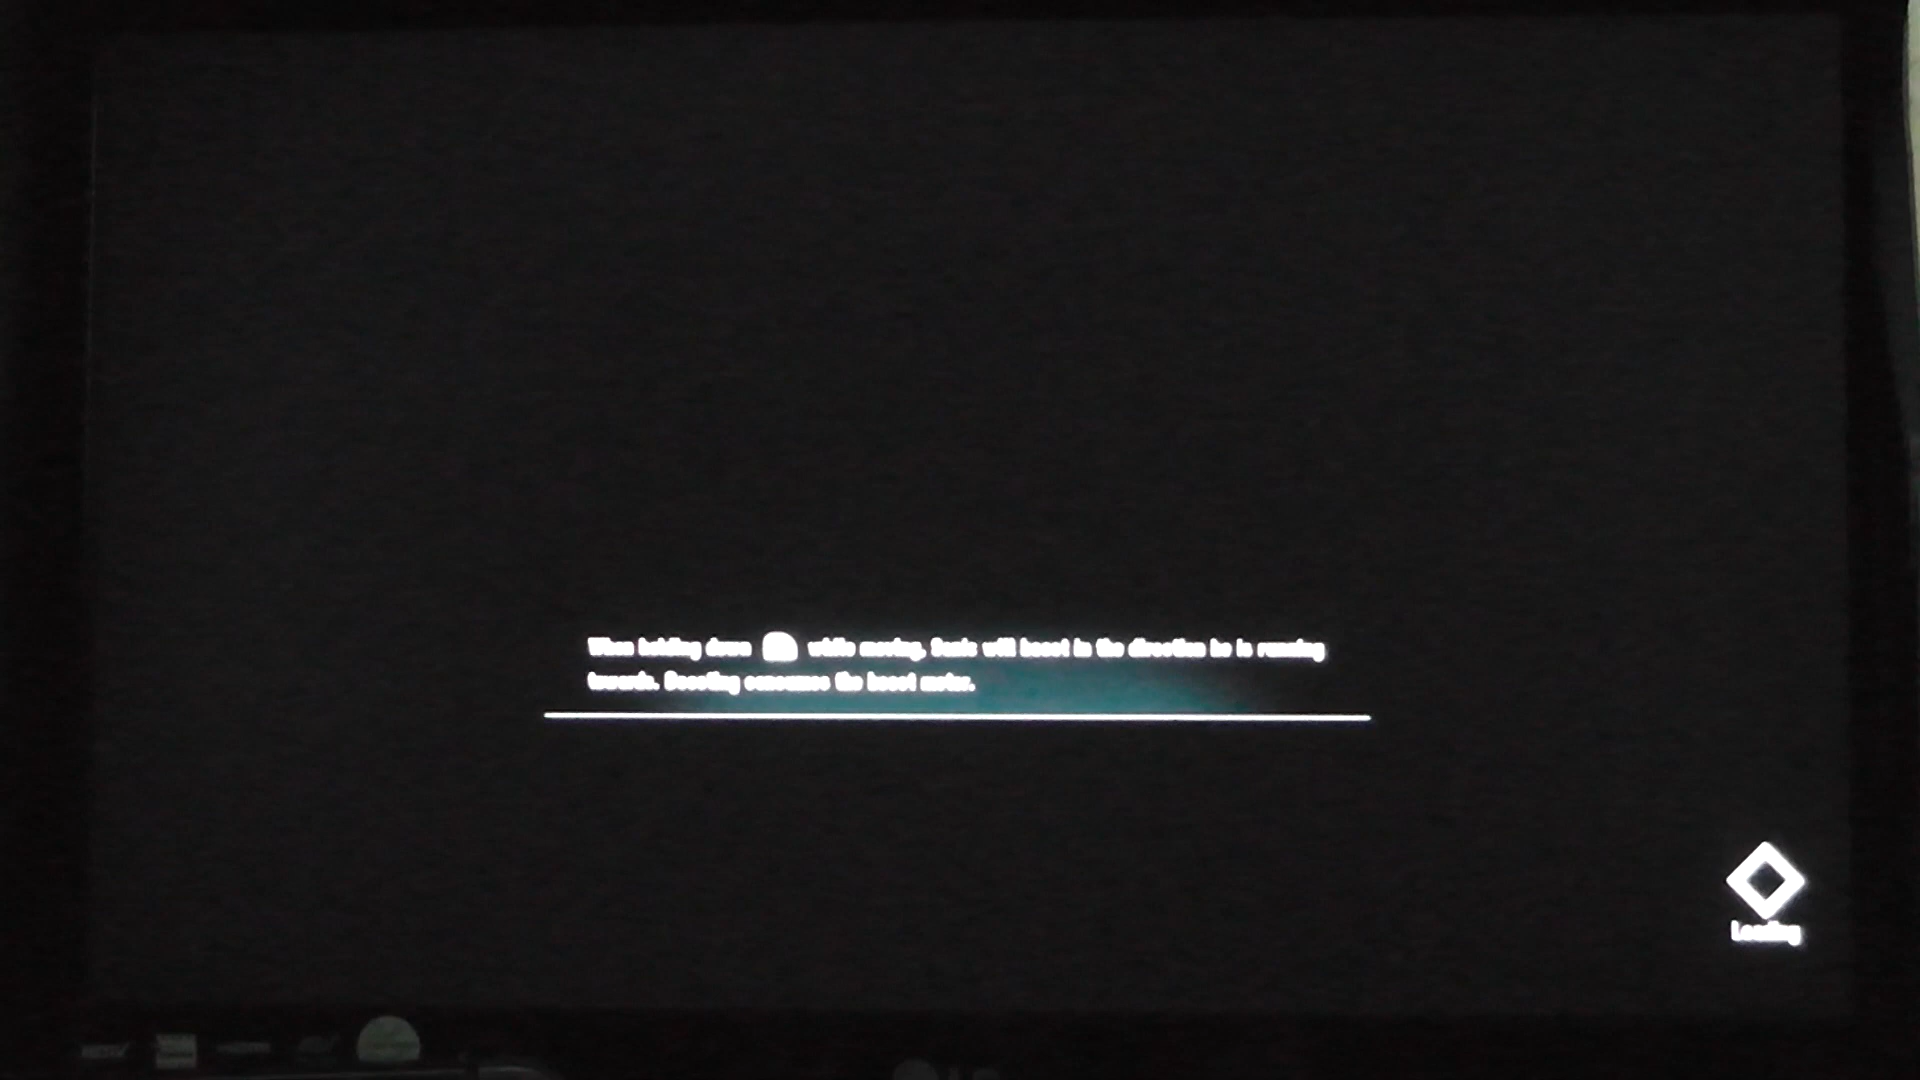 When holding down while moving, Sonic will boost in the direction he is running
towards. Boosting consumes the boost meter.
Loading